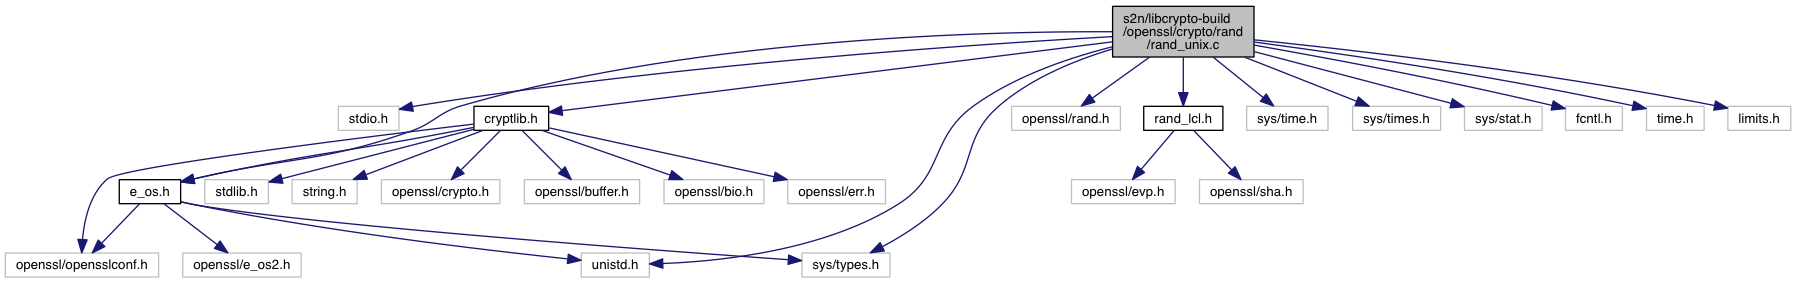 s2n/libcrypto-build
/openssl/crypto/rand
/rand_unix.c
stdio.h
cryptlib.h
openssl/rand.h
rand_lcl.h
sys/time.h
sys/times.h
sys/stat.h
fcntl.h
time.h
limits.h
e_os.h
stdlib.h
string.h
openssl/crypto.h
openssl/buffer.h
openssl/bio.h
openssl/err.h
openssl/evp.h
openssl/sha.h
openssl/opensslconf.h
openssl/e_os2.h
unistd.h
sys/types.h